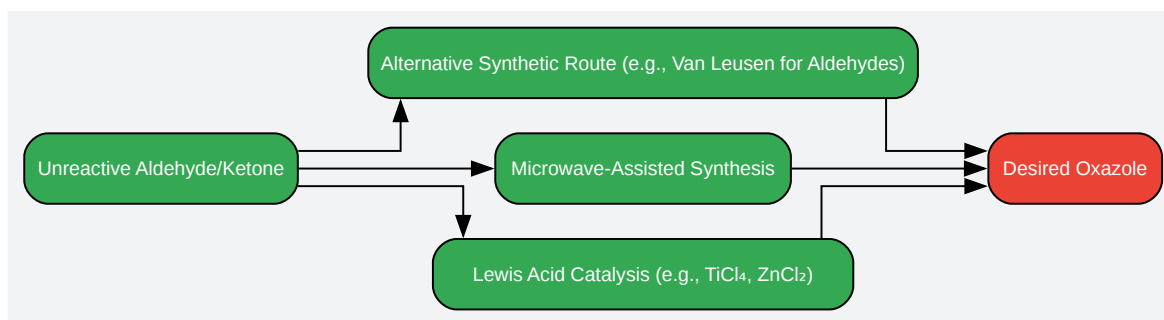 Alternative Synthetic Route (e.g., Van Leusen for Aldehydes)
Unreactive Aldehyde/Ketone
Microwave-Assisted Synthesis
Desired Oxazole
Lewis Acid Catalysis (e.g., TiCl₄, ZnCl₂)